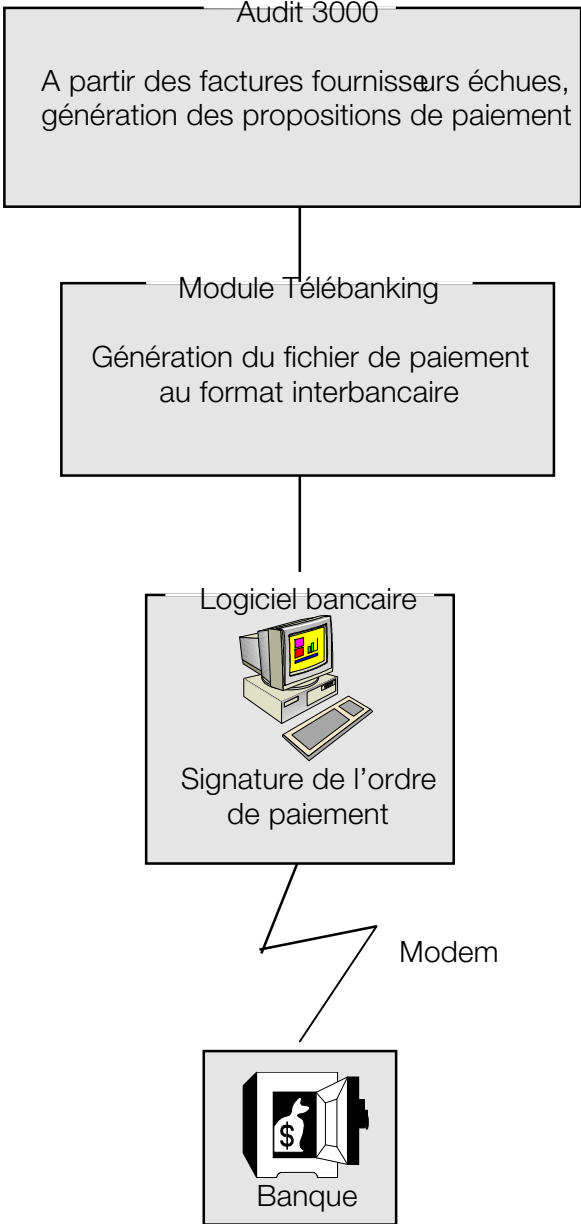 Audit 3000
A partir des factures fournisseurs échues,
génération des propositions de paiement
Module Télébanking
Génération du fichier de paiement
au format interbancaire
Logiciel bancaire
Signature de l’ordre
de paiement
Modem
$
Banque